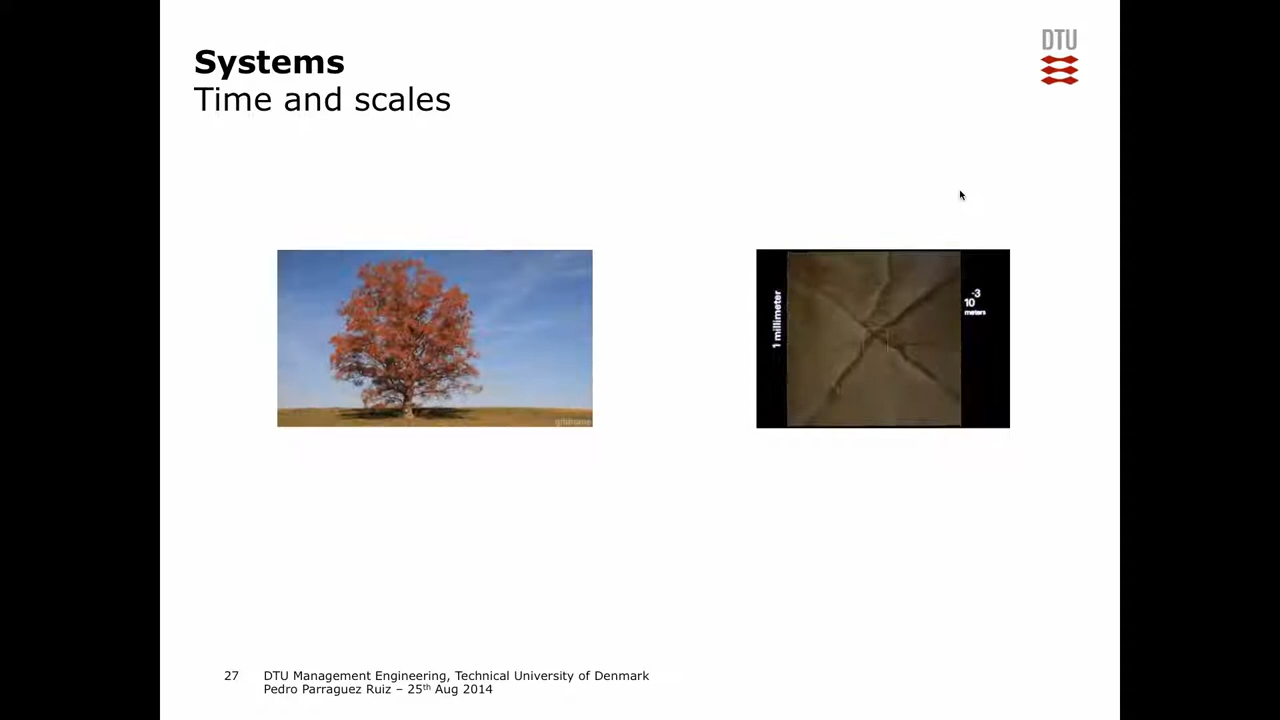 Systems
Time and scales
DTU
1 millimeter
10 -3
meters
27 DTU Management Engineering, Technical University of Denmark
Pedro Parraguez Ruiz – 25th Aug 2014